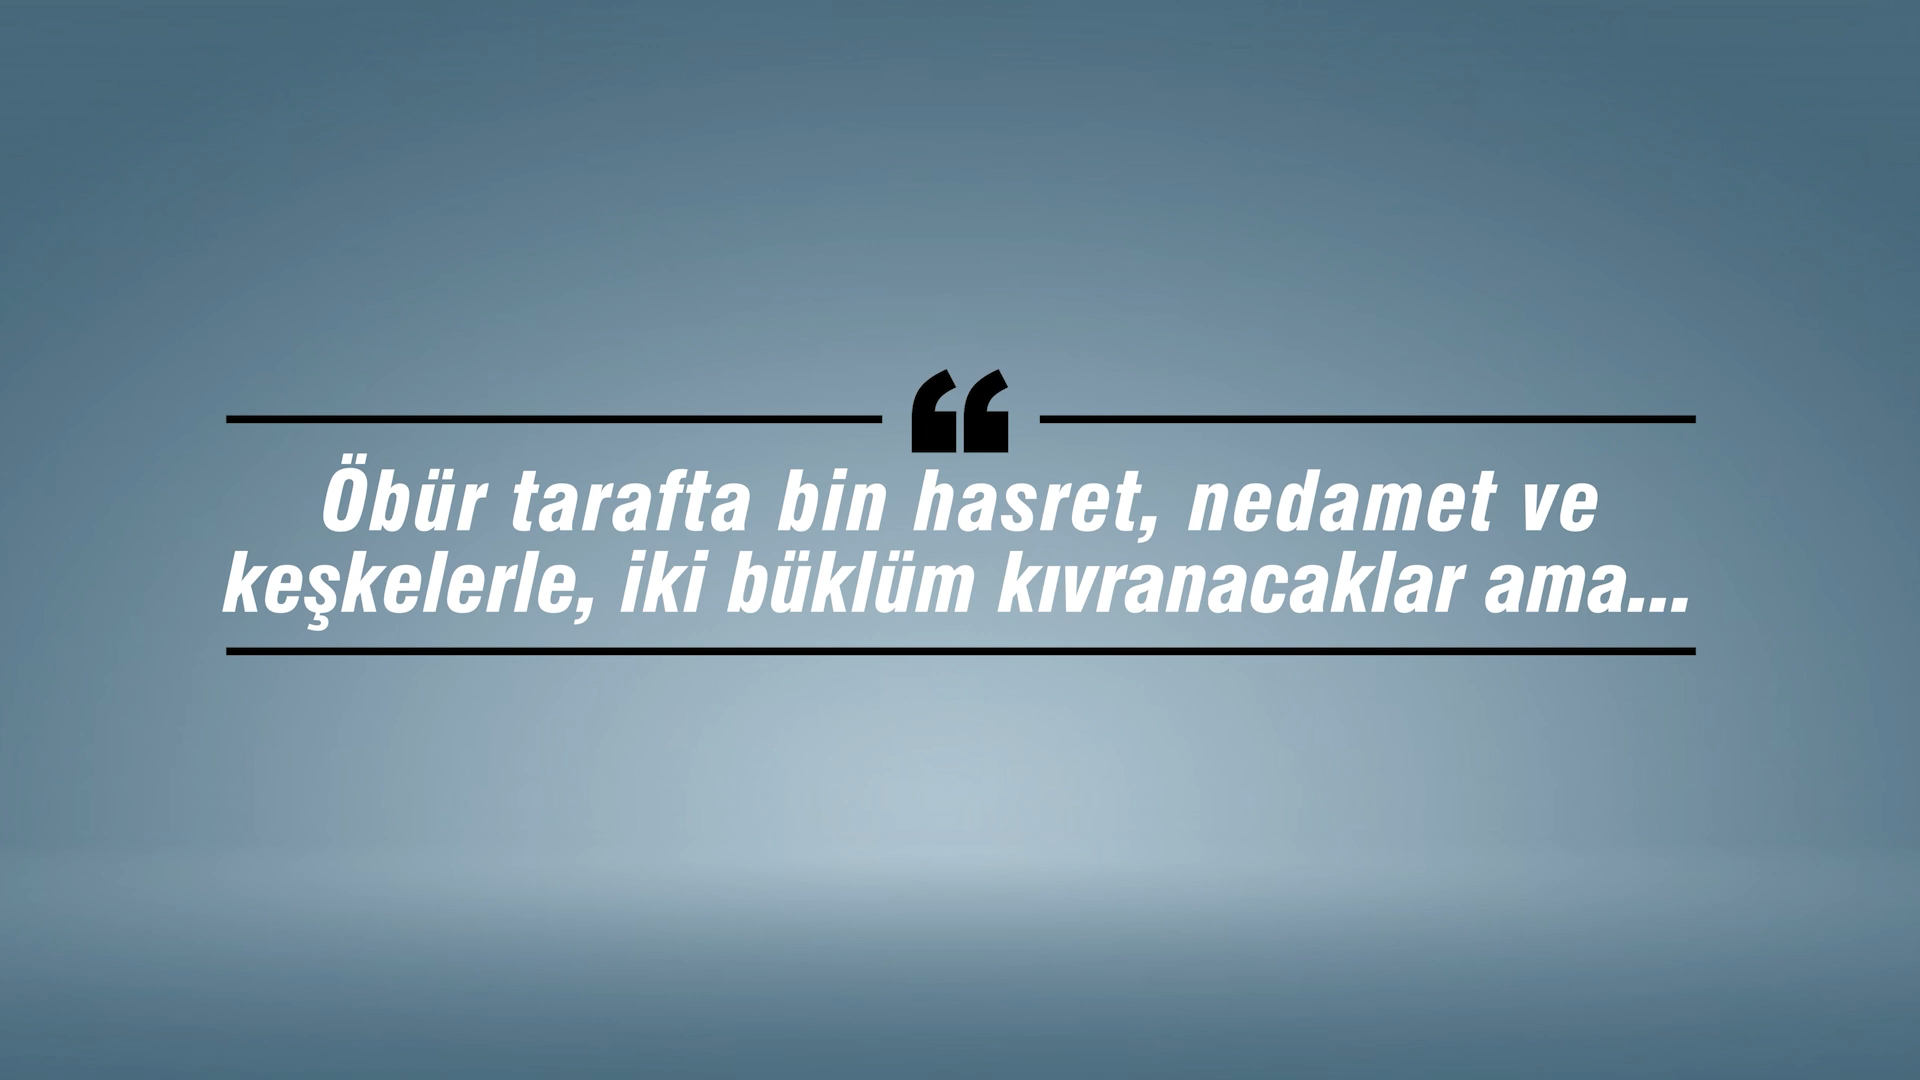 Öbür tarafta bin hasret, nedamet ve
keşkelerle, iki büklüm kıvranacaklar ama...